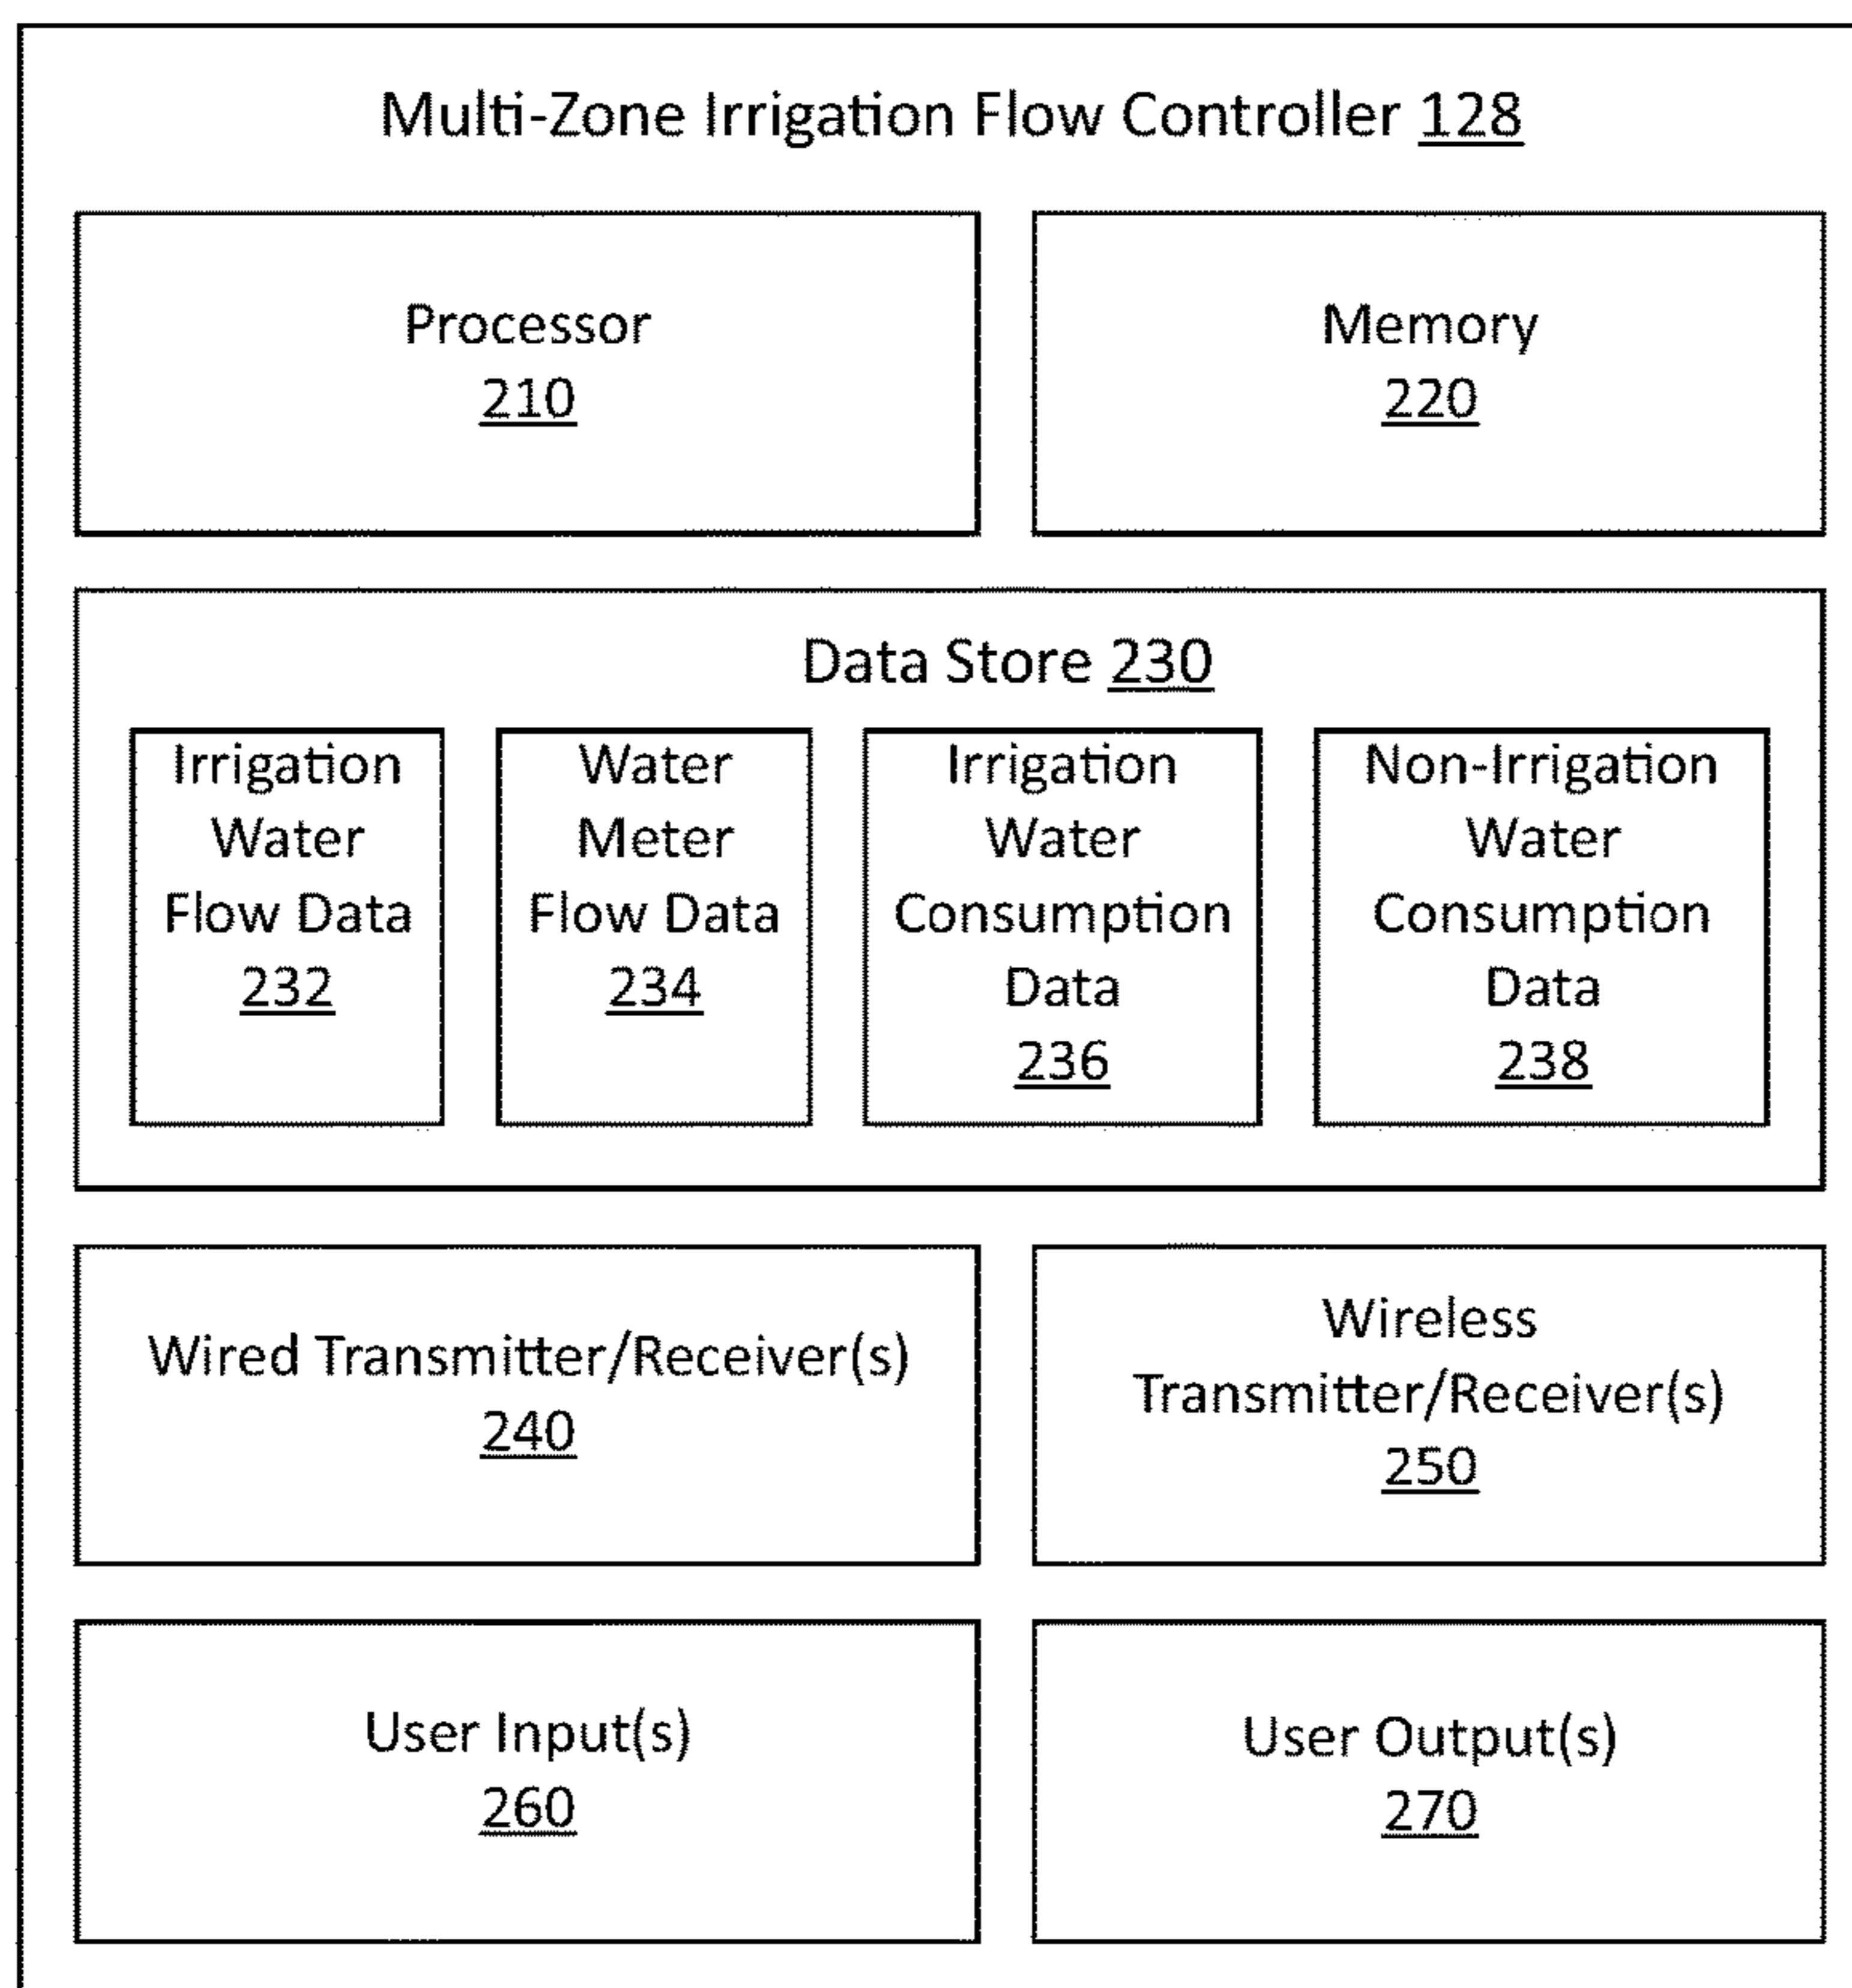 Multi-Zone Irrigation Flow Controller 128
Processor
210
Memory
220
Data Store 230
Irrigation
Water
Flow Data
232
Water
Meter
Flow Data
234
Irrigation
Water
Consumption
Data
236
Non-Irrigation
Water
Consumption
Data
238
Wired Transmitter/Receiver(s)
240
Wireless
Transmitter/Receiver(s)
250
User Input(s)
260
User Output(s)
270